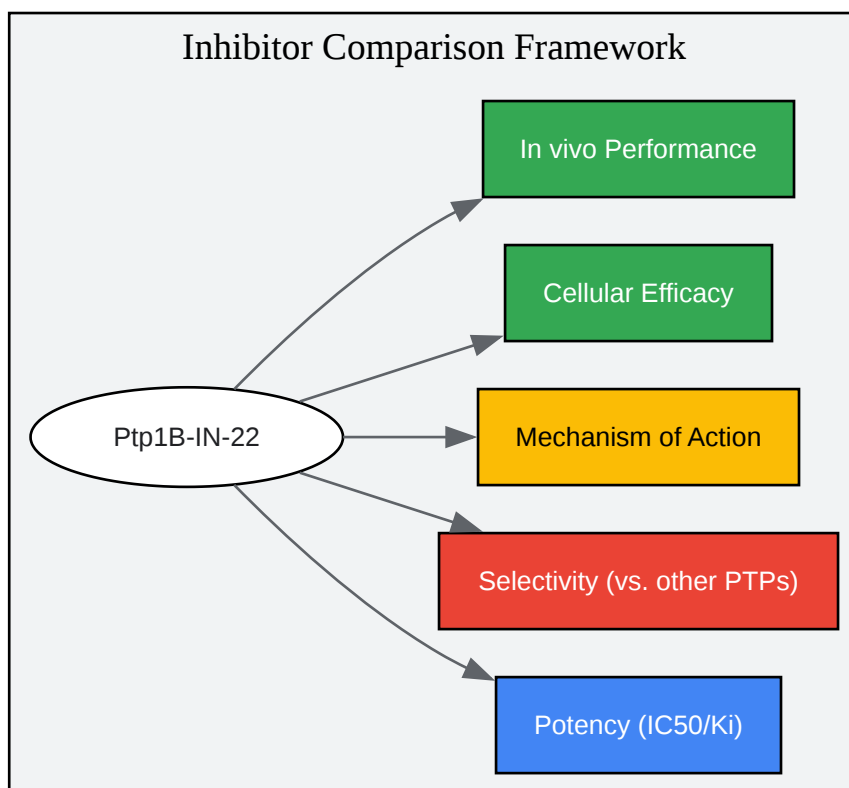 Inhibitor Comparison Framework
In vivo Performance
Cellular Efficacy
Ptp1B-IN-22
Mechanism of Action
Selectivity (vs. other PTPs)
Potency (IC50/Ki)